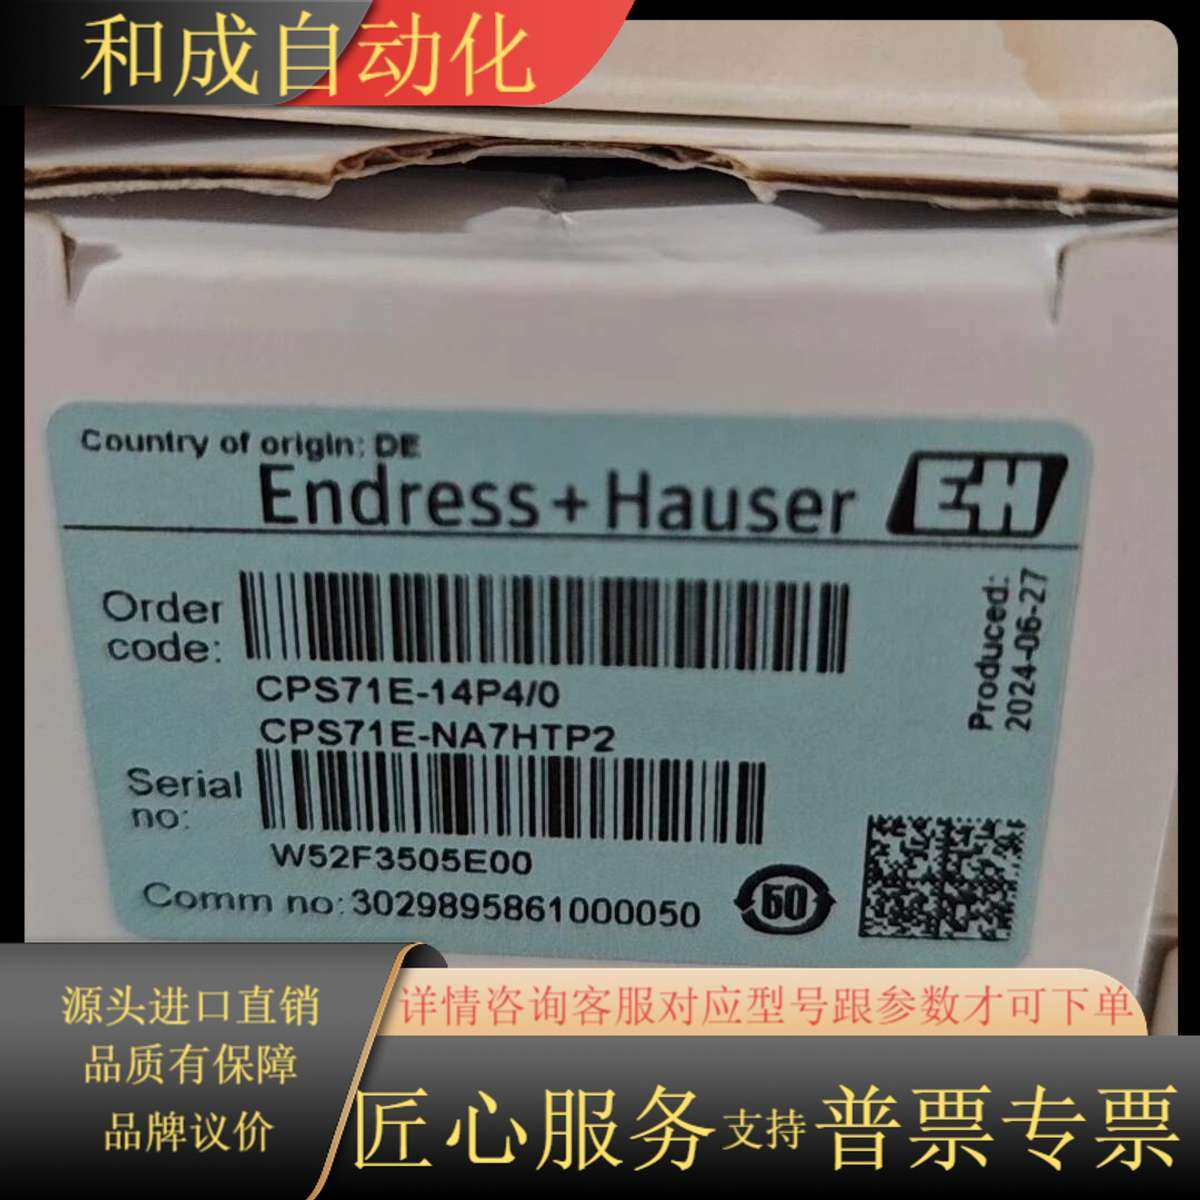 和成自动化
Country of origin: DE
Endress+Hauser
EH
Order code:
CPS71E-14P4/0
CPS71E-NA7HTP2
Produced: 2024-06-27
Serial no:
W52F3505E00
Comm no: 3029895861000050
50
源头进口直销
品质有保障
品牌议价
详情咨询客服对应型号跟参数才可下单
匠心服务 支持 普票专票